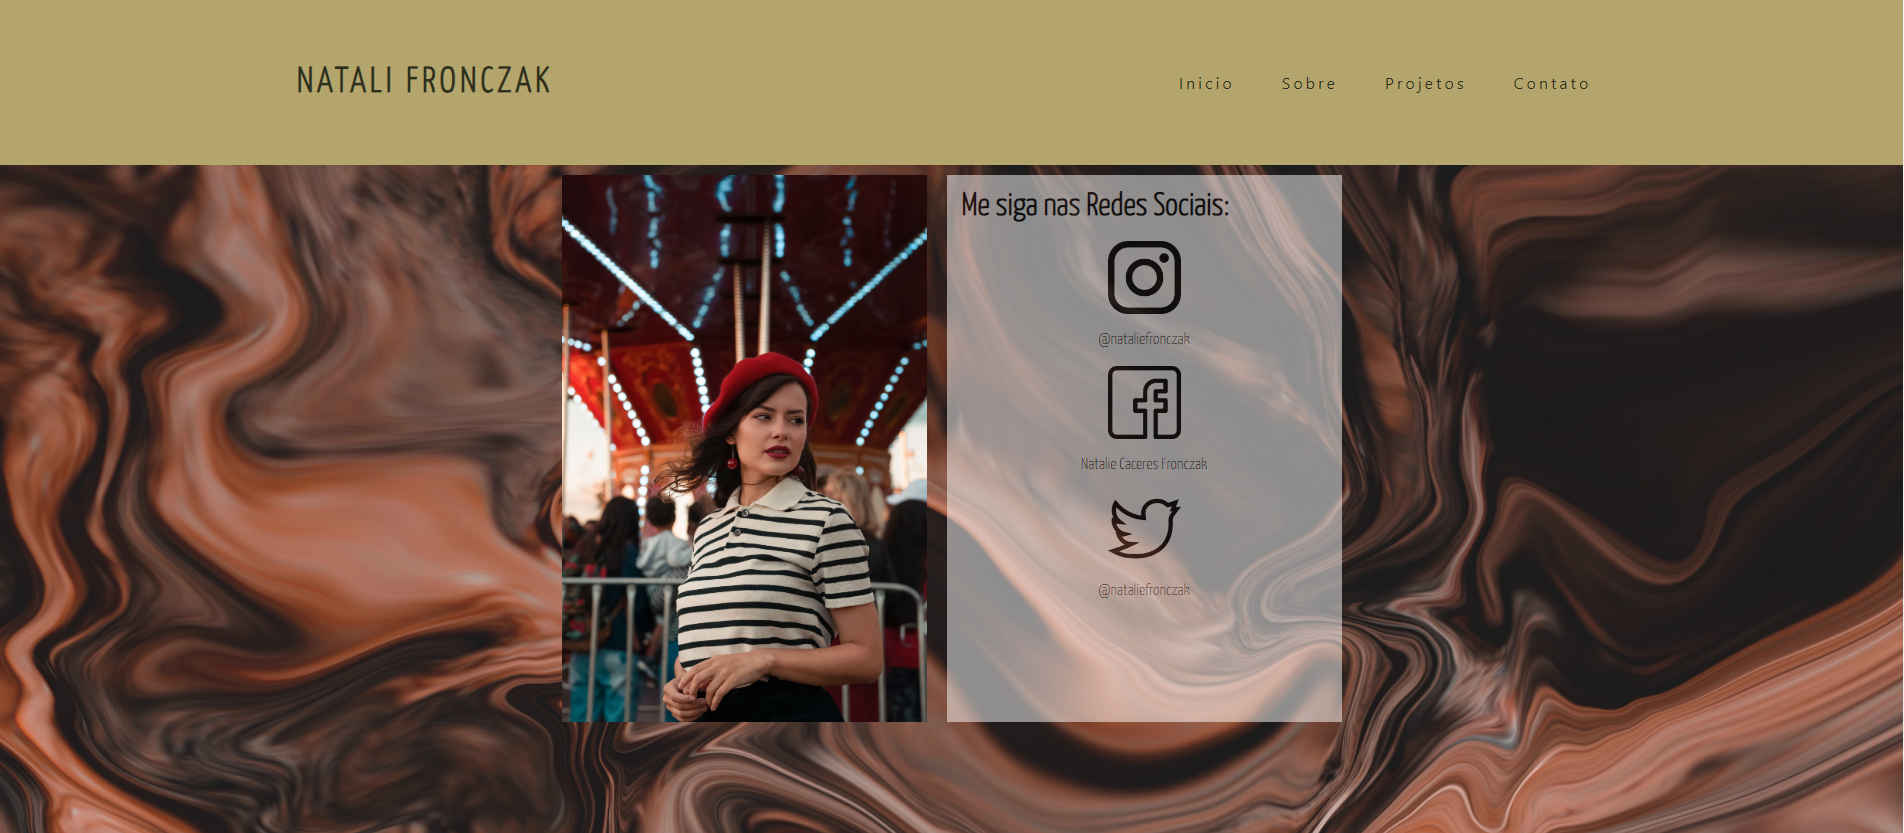 NATALI FRONCZAK
Inicio Sobre Projetos Contato
Me siga nas Redes Sociais:
@nataliefronczak
Natalie Caceres Fronczak
@nataliefronczak